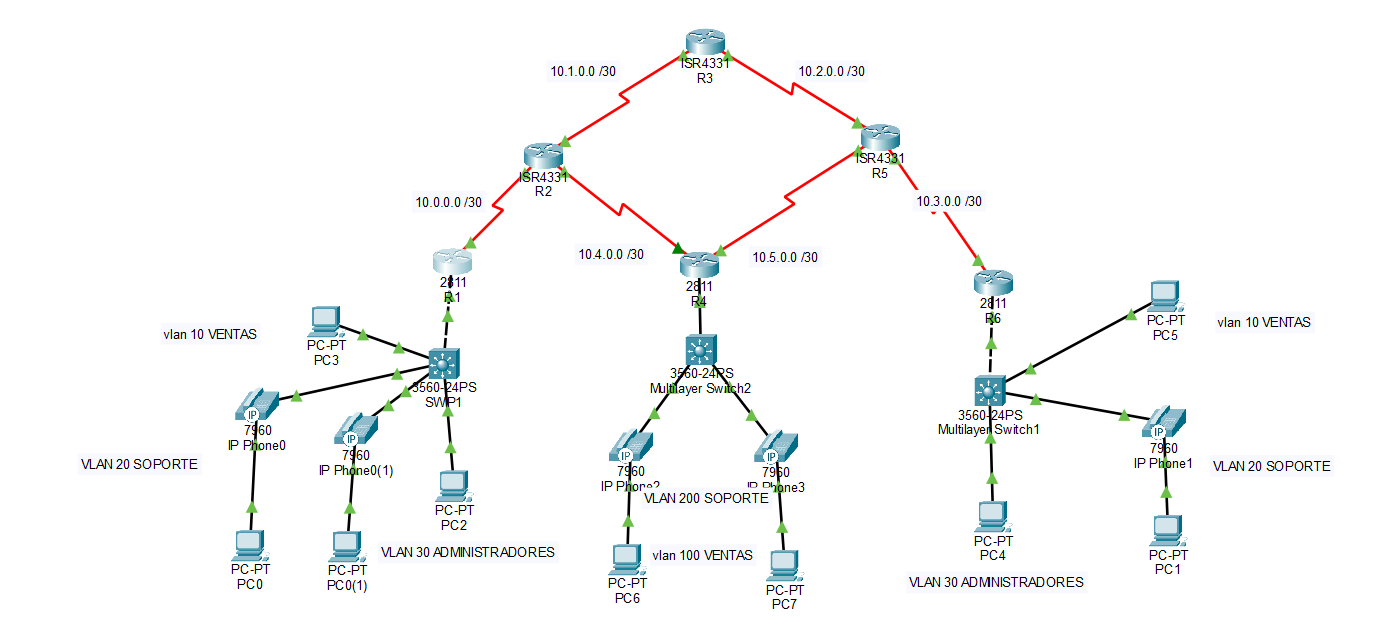 ISR4331
R3
10.1.0.0 /30
10.2.0.0 /30
ISR4331
R2
ISR4331
R5
10.0.0.0 /30
10.3.0.0 /30
10.4.0.0 /30
10.5.0.0 /30
2811
R1
2811
R4
2811
R6
vlan 10 VENTAS
PC-PT
PC3
3560-24PS
SWP1
IP
7960
IP Phone0
IP
7960
IP Phone0(1)
VLAN 20 SOPORTE
PC-PT
PC2
VLAN 30 ADMINISTRADORES
PC-PT
PC0
PC-PT
PC0(1)
3560-24PS
Multilayer Switch2
IP
7960
IP Phone2
IP
7960
IP Phone3
VLAN 200 SOPORTE
vlan 100 VENTAS
PC-PT
PC6
PC-PT
PC7
PC-PT
PC5
vlan 10 VENTAS
3560-24PS
Multilayer Switch1
IP
7960
IP Phone1
VLAN 20 SOPORTE
PC-PT
PC4
PC-PT
PC1
VLAN 30 ADMINISTRADORES